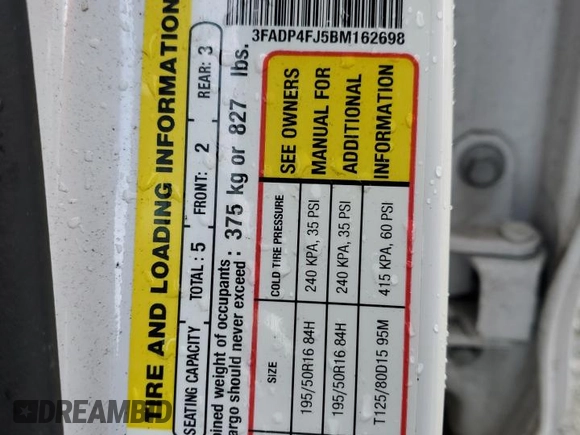 3FADP4FJ5BM162698
TIRE AND LOADING INFORMATION
SEATING CAPACITY TOTAL : 5 FRONT: 2 REAR: 3
weight of occupants
should never exceed : 375 kg or 827 lbs.
SIZE COLD TIRE PRESSURE SEE OWNERS
195/50R16 84H 240 KPA, 35 PSI MANUAL FOR
195/50R16 84H 240 KPA, 35 PSI ADDITIONAL
T125/80D15 95M 415 KPA, 60 PSI INFORMATION
DREAMBID